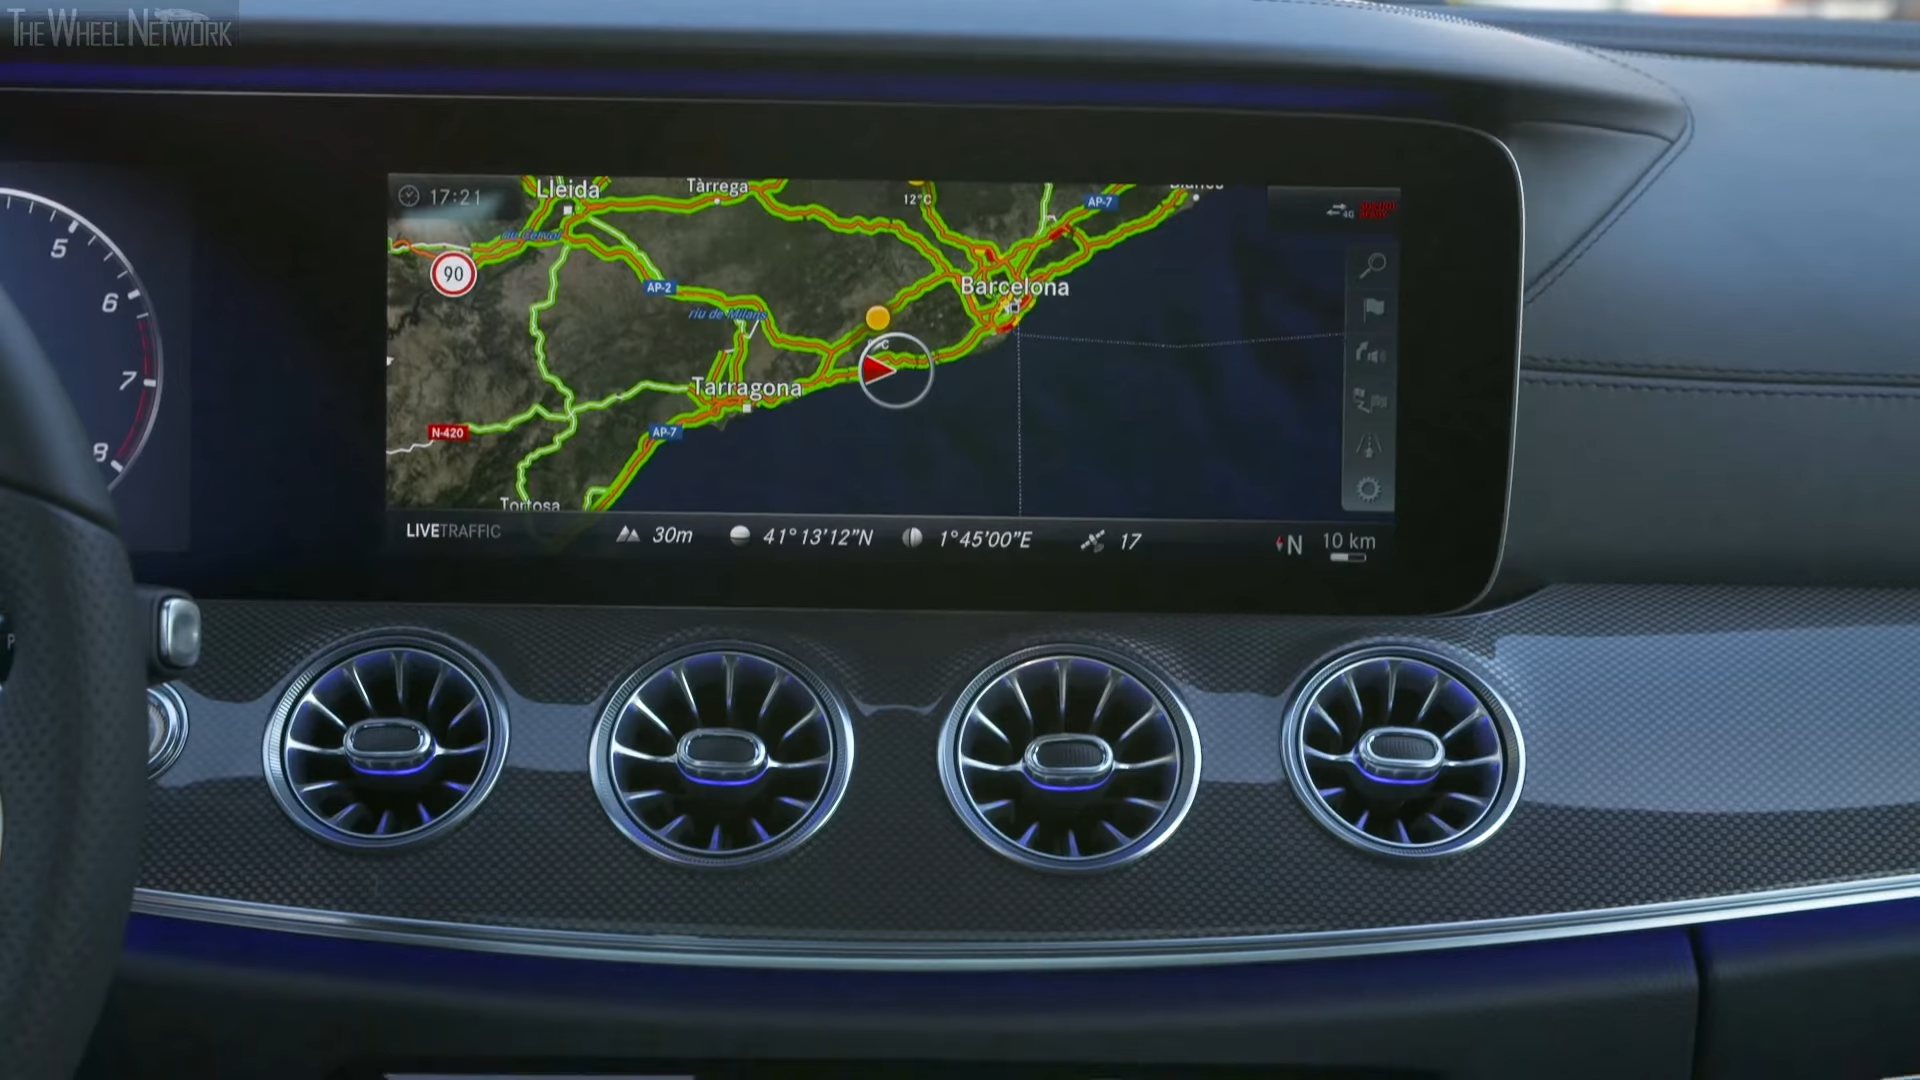 THE WHEEL NETWORK
17:21
Lleida
Tàrrega
12°C
AP-7
90
AP-2
Barcelona
Tarragona
N-420
AP-7
Tortosa
4G
5
6
7
8
P
LIVETRAFFIC
30m
41°13'12"N
1°45'00"E
17
N
10 km